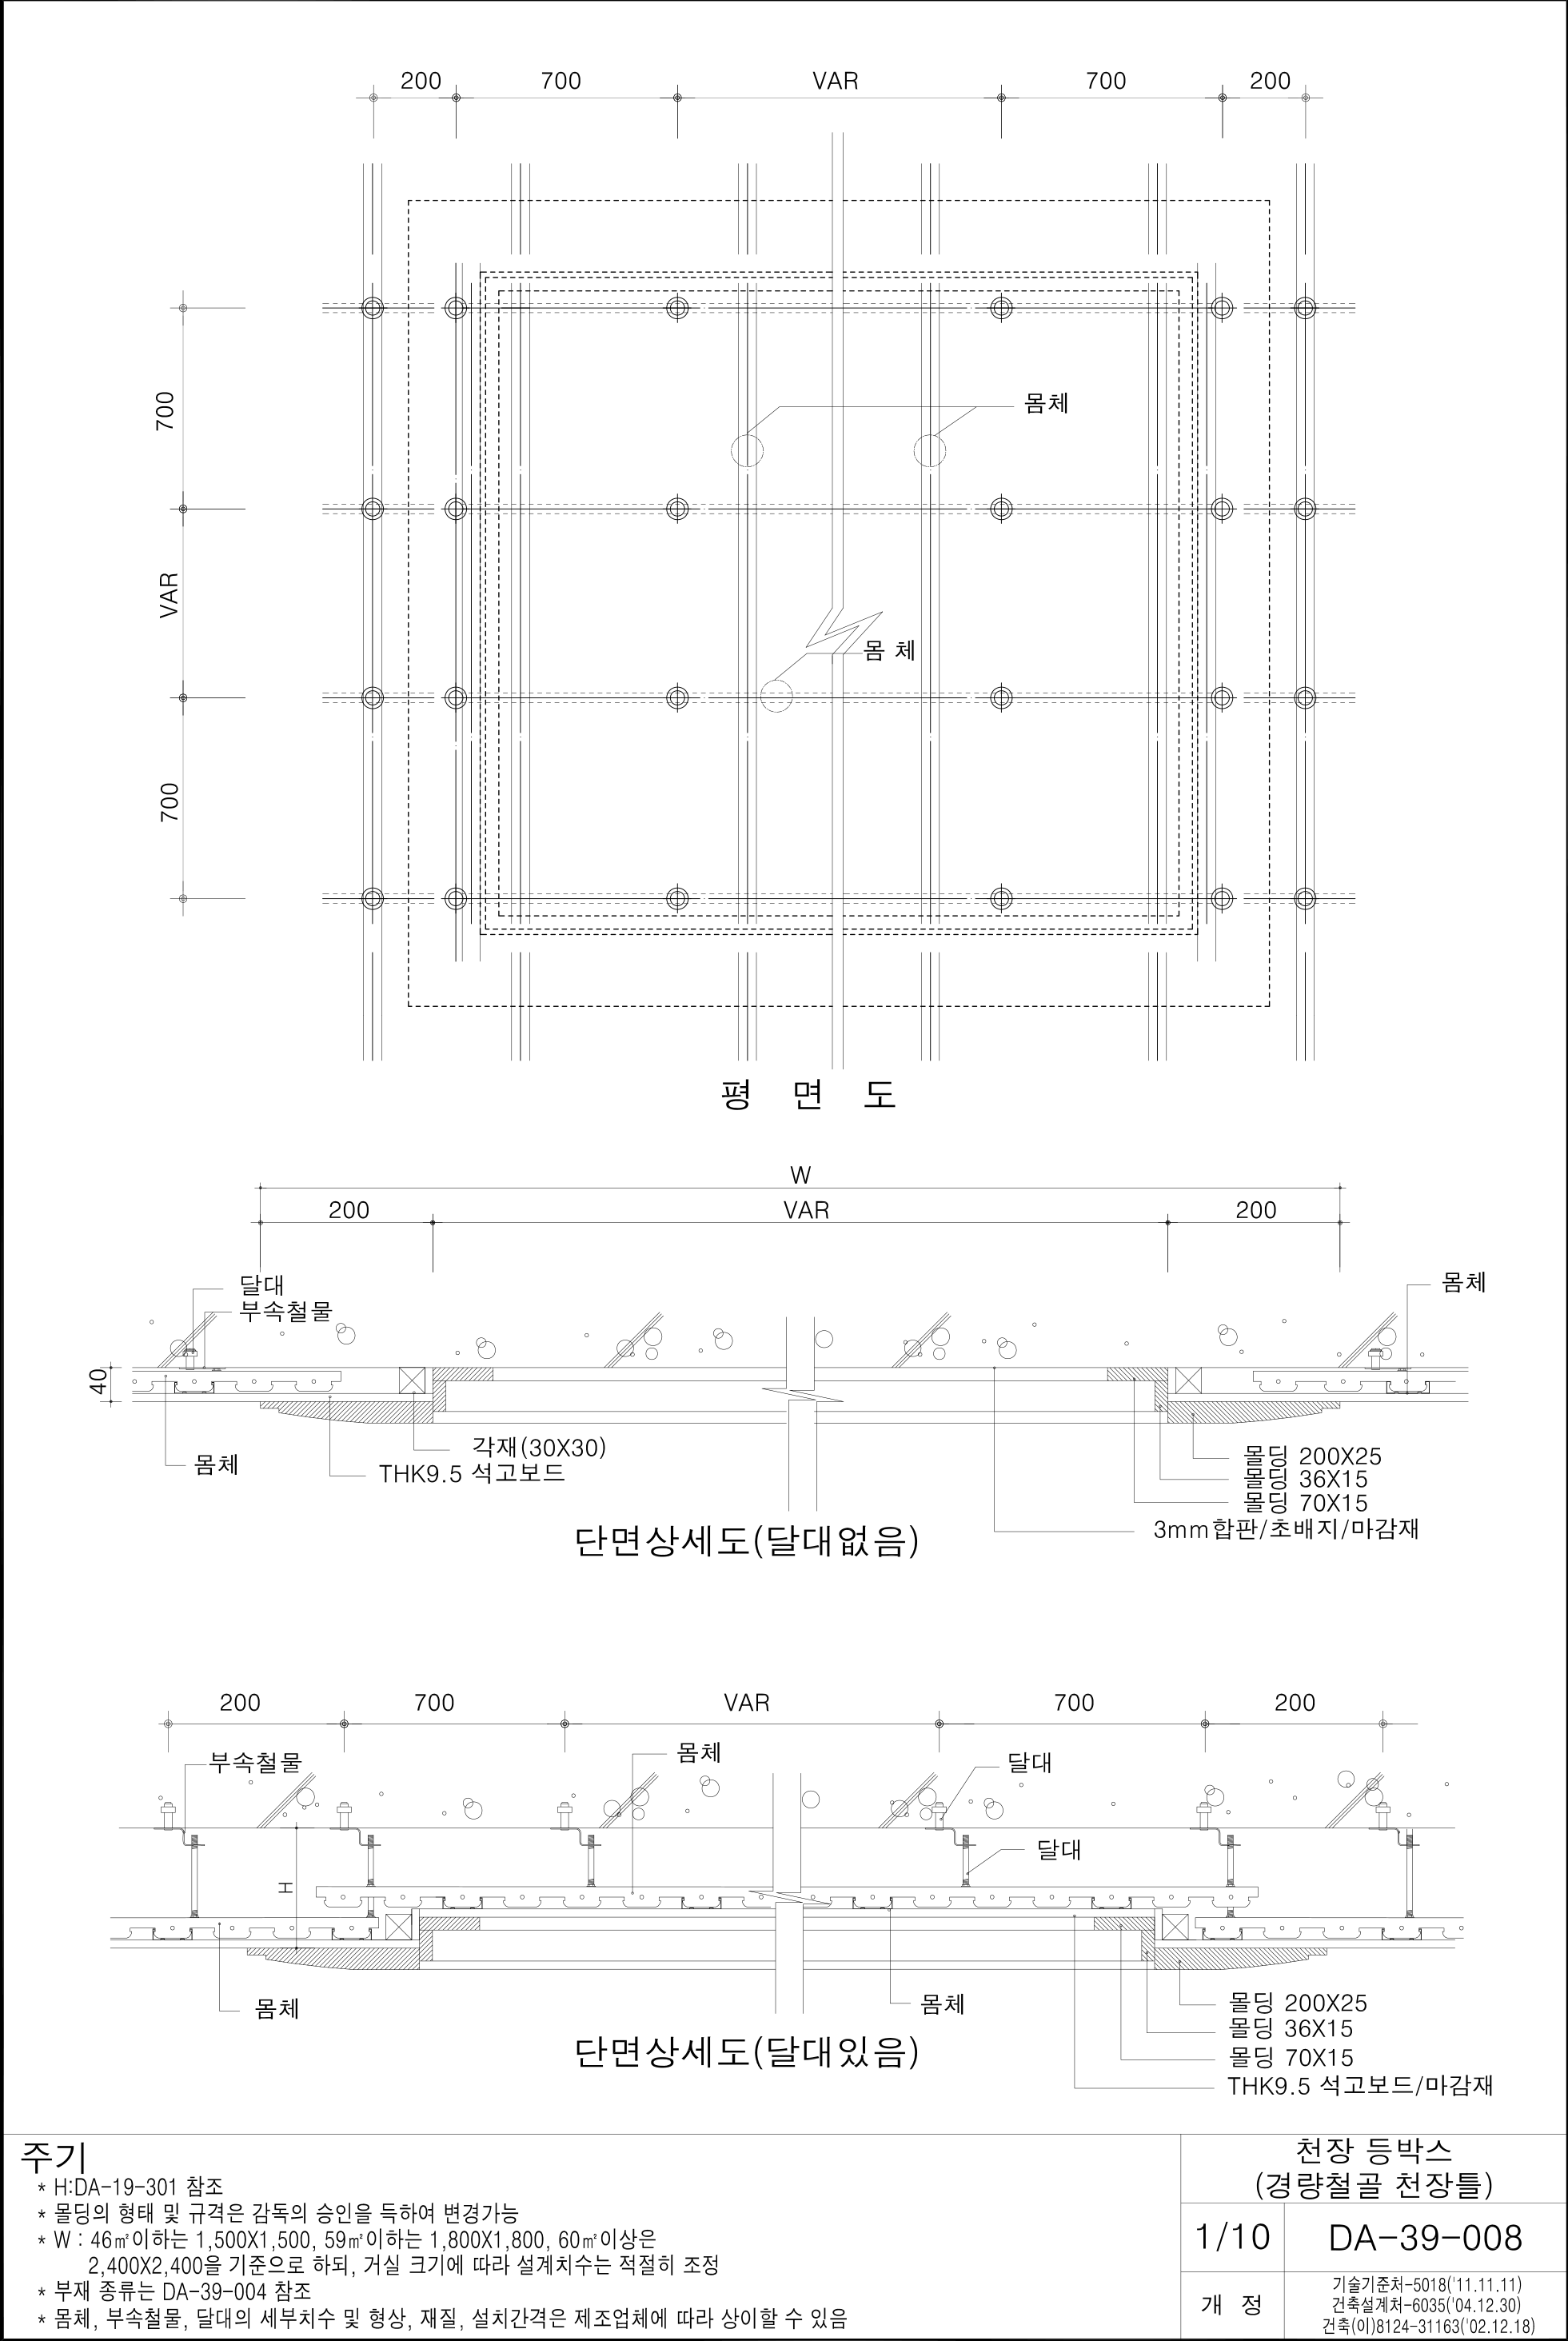 200 700 VAR 700 200
700
몸체
VAR
몸 체
700
평 면 도
W
200 VAR 200
달대
몸체
부속철물
40
각재(30X30)
몸체
THK9.5 석고보드
몰딩 200X25
몰딩 36X15
몰딩 70X15
3mm합판/초배지/마감재
단면상세도(달대없음)
200 700 VAR 700 200
부속철물
몸체
달대
달대
H
몸체
몸체
몰딩 200X25
몰딩 36X15
몰딩 70X15
THK9.5 석고보드/마감재
단면상세도(달대있음)
주기
* H:DA-19-301 참조
* 몰딩의 형태 및 규격은 감독의 승인을 득하여 변경가능
* W : 46㎡이하는 1,500X1,500, 59㎡이하는 1,800X1,800, 60㎡이상은
2,400X2,400을 기준으로 하되, 거실 크기에 따라 설계치수는 적절히 조정
* 부재 종류는 DA-39-004 참조
* 몸체, 부속철물, 달대의 세부치수 및 형상, 재질, 설치간격은 제조업체에 따라 상이할 수 있음
천장 등박스
(경량철골 천장틀)
1/10 DA-39-008
개 정
기술기준처-5018('11.11.11)
건축설계처-6035('04.12.30)
건축(이)8124-31163('02.12.18)